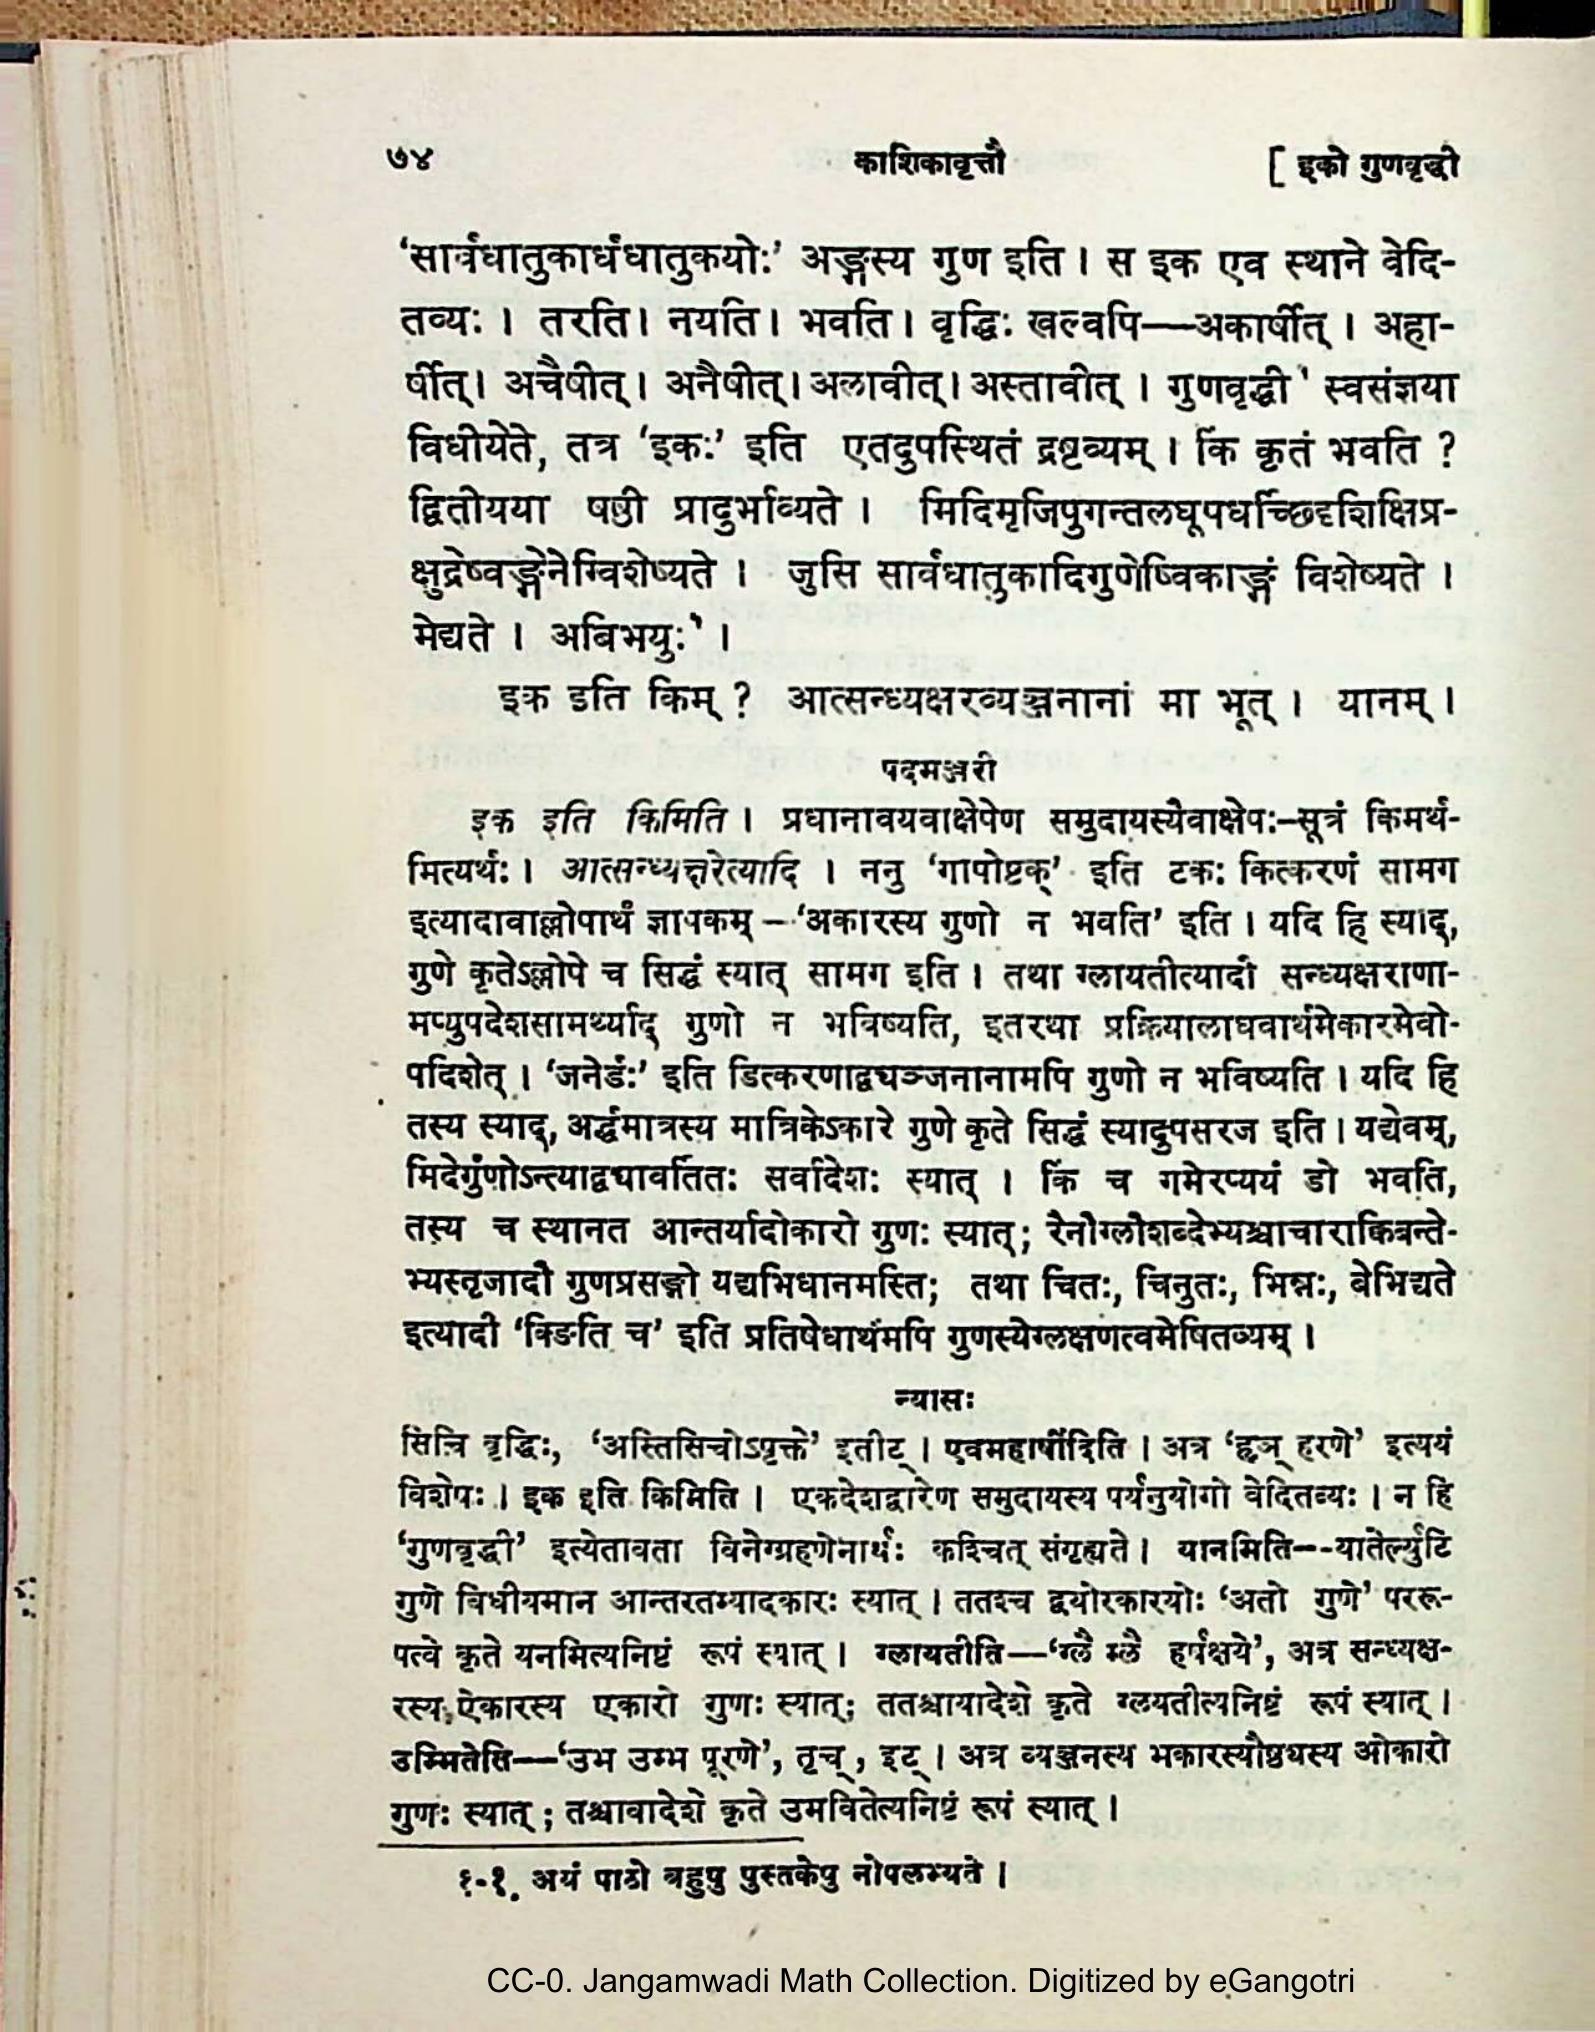 ७४ काशिकावृत्तौ [ इको गुणवृद्धी
‘सार्वधातुकार्धधातुकयोः’ अङ्गस्य गुण इति । स इक एव स्थाने वेदि-
तव्यः । तरति। नयति। भवति। वृद्धिः खल्वपि—अकार्षीत् । अहा-
र्षीत्। अचैषीत्। अनैषीत्। अलावीत्। अस्तावीत् । गुणवृद्धी १ स्वसंज्ञया
विधीयेते, तत्र ‘इकः’ इति एतदुपस्थितं द्रष्टव्यम् । किं कृतं भवति ?
द्वितीयया षष्ठी प्रादुर्भाव्यते । मिदिमृजिपुगन्तलघूपधर्च्छिदृशिक्षिप्र-
क्षुद्रेष्वङ्गेनेग्विशेष्यते । जुसि सार्वधातुकादिगुणेष्विकाङ्गं विशेष्यते ।
मेद्यते । अबिभयुः१ ।
इक इति किम् ? आत्सन्ध्यक्षरव्यञ्जनानां मा भूत् । यानम् ।
पदमञ्जरी
इक इति किमिति । प्रधानावयवाक्षेपेण समुदायस्यैवाक्षेपः–सूत्रं किमर्थ-
मित्यर्थः । आत्सन्ध्यक्षरेत्यादि । ननु ‘गापोष्टक्’ इति टकः कित्करणं सामग
इत्यादावाल्लोपार्थं ज्ञापकम् –‘अकारस्य गुणो न भवति’ इति । यदि हि स्याद्,
गुणे कृतेऽल्लोपे च सिद्धं स्यात् सामग इति । तथा ग्लायतीत्यादौ सन्ध्यक्षराणा-
मप्युपदेशसामर्थ्याद् गुणो न भविष्यति, इतरथा प्रक्रियालाघवार्थमेकारमेवो-
पदिशेत् । ‘जनेर्डः’ इति डित्करणाद्वयञ्जनानामपि गुणो न भविष्यति । यदि हि
तस्य स्याद्, अर्द्धमात्रस्य मात्रिकेऽकारे गुणे कृते सिद्धं स्यादुपसरज इति । यद्येवम्,
मिदेर्गुणोऽन्त्याद्वयावर्तितः सर्वादेशः स्यात् । किं च गमेरप्ययं डो भवति,
तस्य च स्थानत आन्तर्यादोकारो गुणः स्यात्; रैनौग्लौशब्देभ्यश्चाचाराक्विबन्ते-
भ्यस्तृजादौ गुणप्रसङ्गो यद्यभिधानमस्ति; तथा चितः, चिनुतः, भिन्नः, बेभिद्यते
इत्यादौ ‘क्ङिति च’ इति प्रतिषेधार्थमपि गुणस्येग्लक्षणत्वमेषितव्यम् ।
न्यासः
सिचि वृद्धिः, ‘अस्तिसिचोऽपृक्ते’ इतीट् । एवमहार्षीदिति । अत्र ‘हृञ् हरणे’ इत्ययं
विशेषः । इक इति किमिति । एकदेशद्वारेण समुदायस्य पर्यनुयोगो वेदितव्यः । न हि
‘गुणवृद्धी’ इत्येतावता विनेग्ग्रहणेनार्थः कश्चित् संगृह्यते । यानमिति--यातेर्ल्युटि
गुणे विधीयमान आन्तरतम्यादकारः स्यात् । ततश्च द्वयोरकारयोः ‘अतो गुणे’ पररू-
पत्वे कृते यनमित्यनिष्टं रूपं स्यात् । ग्लायतीति—‘ग्लै म्लै हर्षक्षये’, अत्र सन्ध्यक्ष-
रस्य ऐकारस्य एकारो गुणः स्यात्; ततश्चायादेशे कृते ग्लयतीत्यनिष्टं रूपं स्यात् ।
उम्भितेति—‘उभ उम्भ पूरणे’, तृच्, इट् । अत्र व्यञ्जनस्य भकारस्यौष्ठ्यस्य ओकारो
गुणः स्यात् ; तश्चावादेशे कृते उमवितेत्यनिष्टं रूपं स्यात् ।
१-१. अयं पाठो बहुषु पुस्तकेषु नोपलभ्यते ।
CC-0. Jangamwadi Math Collection. Digitized by eGangotri